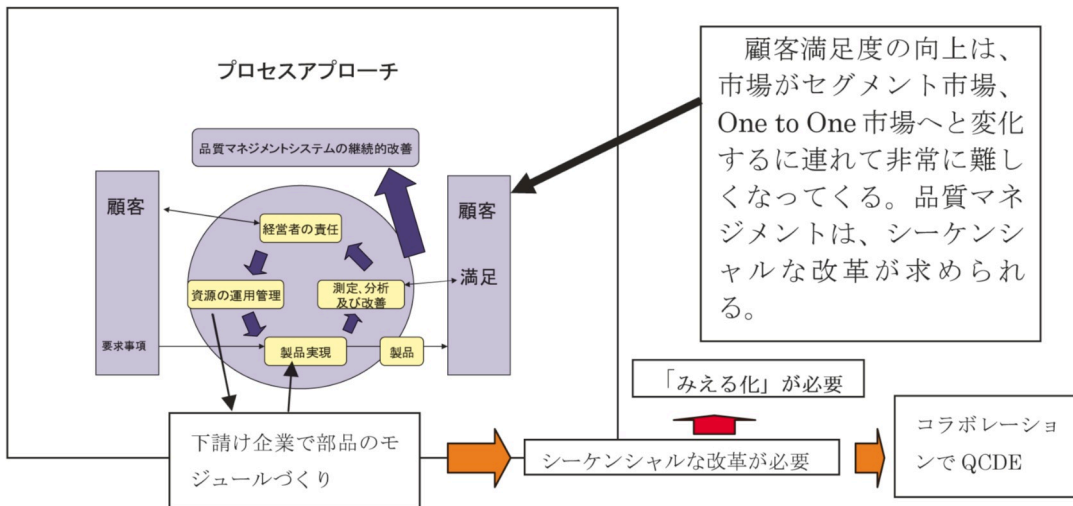 プロセスアプローチ
品質マネジメントシステムの継続的改善
顧客
要求事項
経営者の責任
資源の運用管理
測定、分析
及び改善
製品実現
製品
顧客
満足
顧客満足度の向上は、
市場がセグメント市場、
One to One 市場へと変化
するに連れて非常に難し
くなってくる。品質マネ
ジメントは、シーケンシ
ャルな改革が求められ
る。
下請け企業で部品のモ
ジュールづくり
シーケンシャルな改革が必要
「みえる化」が必要
コラボレーショ
ンで QCDE